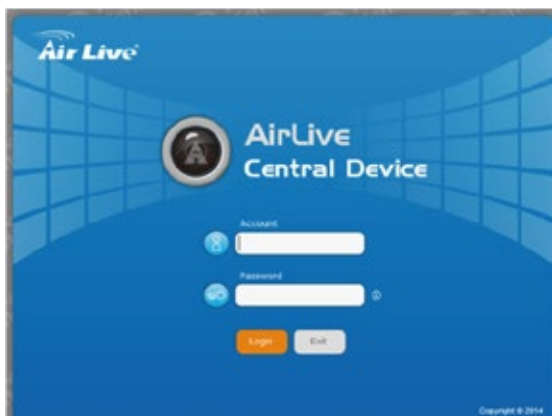 Air Live
AirLive
Central Device
Account
Password
Login
Exit
Copyright © 2014